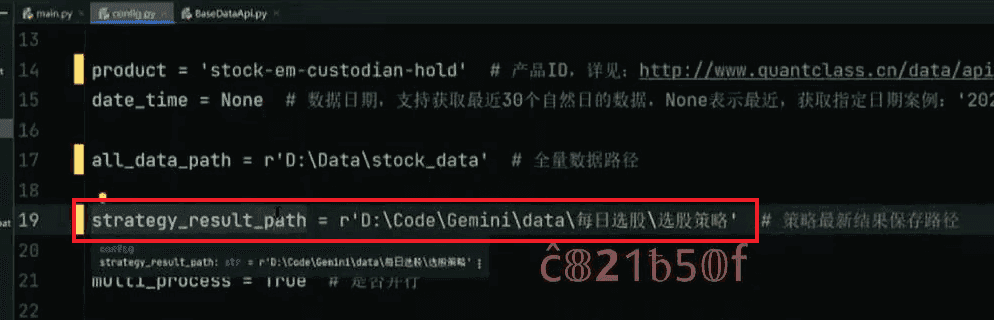 main.py config.py BaseDataApi.py
13
14 product = 'stock-em-custodian-hold' # 产品ID，详见：http://www.quantclass.cn/data/api
15 date_time = None # 数据日期，支持获取最近30个自然日的数据，None表示最近，获取指定日期案例：'202
16
17 all_data_path = r'D:\Data\stock_data' # 全量数据路径
18
19 strategy_result_path = r'D:\Code\Gemini\data\每日选股\选股策略' # 策略最新结果保存路径
20 config
strategy_result_path: str = r'D:\Code\Gemini\data\每日选股\选股策略'
21 multi_process = True # 是否并行
22